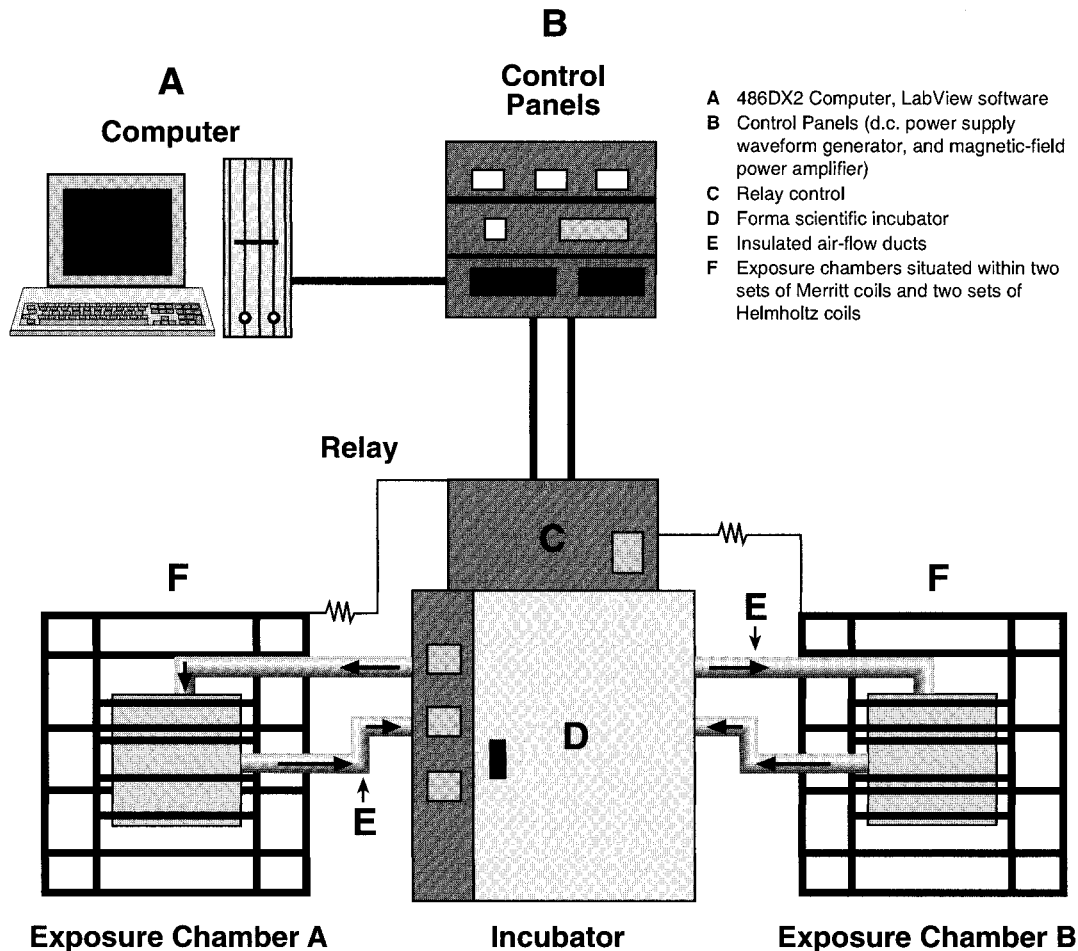 A
Computer
B
Control
Panels
A 486DX2 Computer, LabView software
B Control Panels (d.c. power supply
waveform generator, and magnetic-field
power amplifier)
C Relay control
D Forma scientific incubator
E Insulated air-flow ducts
F Exposure chambers situated within two
sets of Merritt coils and two sets of
Helmholtz coils
Relay
C
F
F
E
D
E
Exposure Chamber A
Incubator
Exposure Chamber B